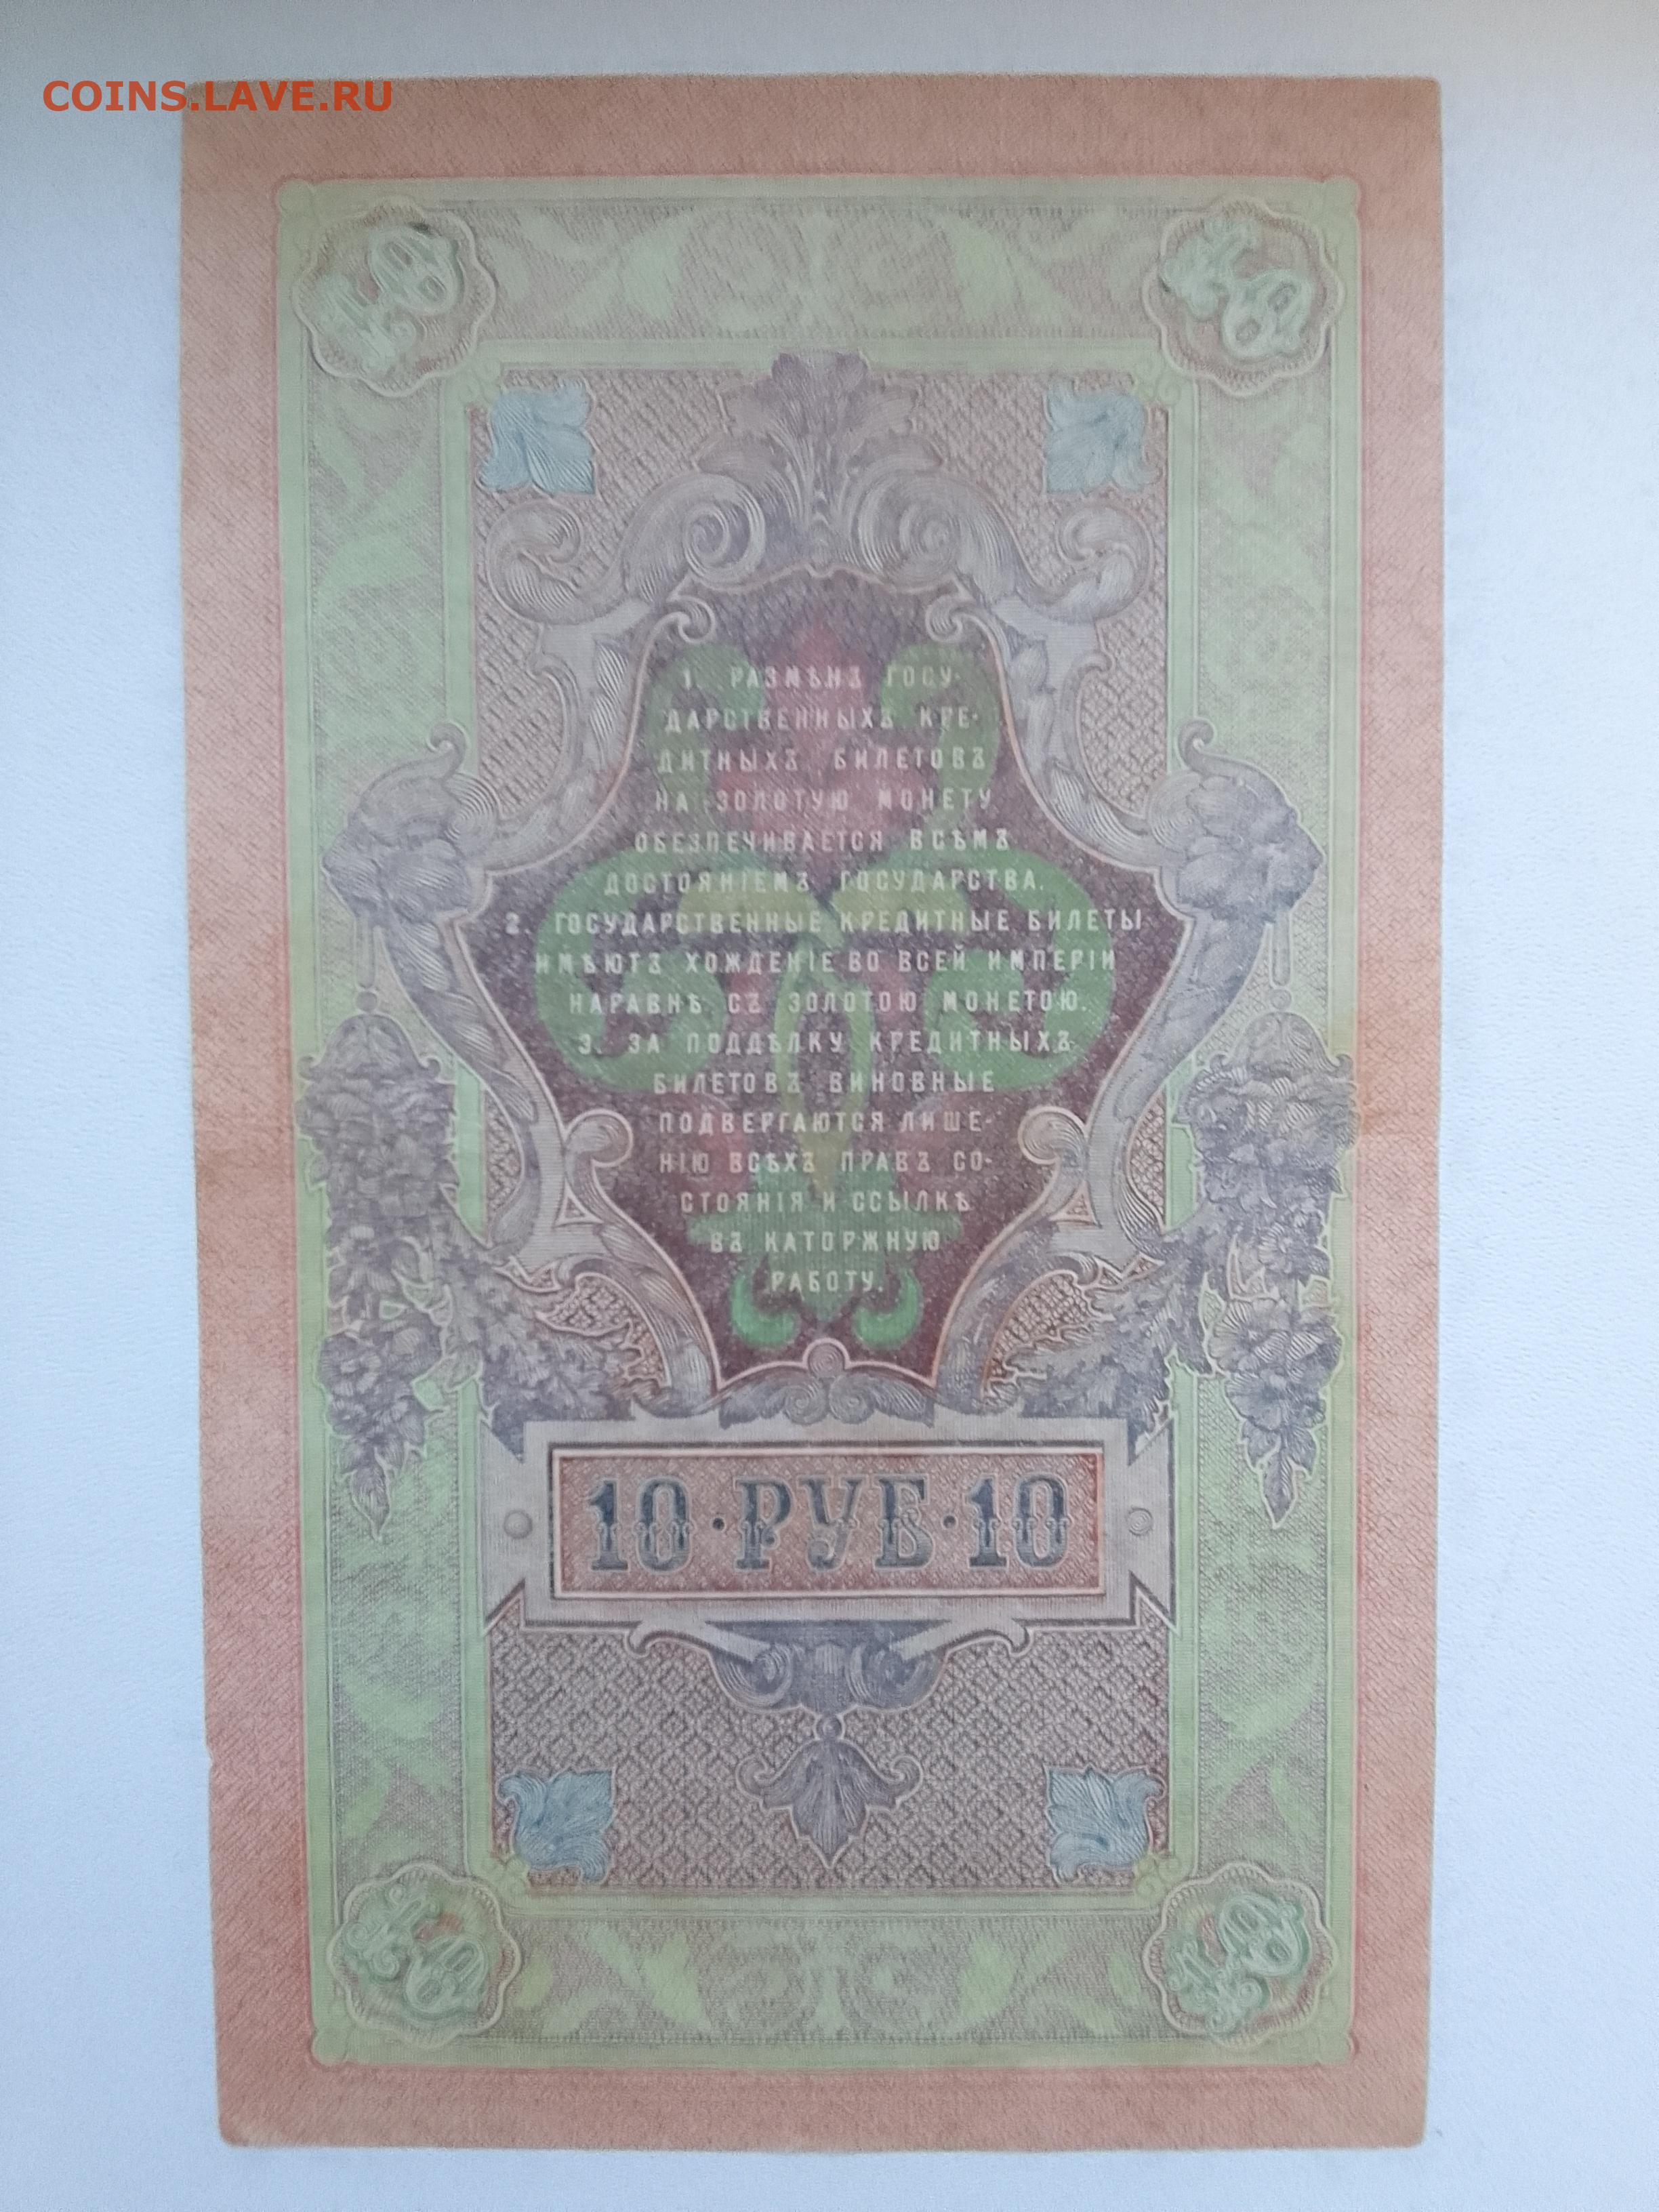 COINS.LAVE.RU
1. РАЗМѢНЪ ГОСУ-
ДАРСТВЕННЫХЪ КРЕ-
ДИТНЫХЪ БИЛЕТОВЪ
НА ЗОЛОТУЮ МОНЕТУ
ОБЕЗПЕЧИВАЕТСЯ ВСѢМЪ
ДОСТОЯНІЕМЪ ГОСУДАРСТВА.
2. ГОСУДАРСТВЕННЫЕ КРЕДИТНЫЕ БИЛЕТЫ
ИМѢЮТЪ ХОЖДЕНІЕ ВО ВСЕЙ ИМПЕРІИ
НАРАВНѢ СЪ ЗОЛОТОЮ МОНЕТОЮ.
3. ЗА ПОДДѢЛКУ КРЕДИТНЫХЪ
БИЛЕТОВЪ ВИНОВНЫЕ
ПОДВЕРГАЮТСЯ ЛИШЕ-
НІЮ ВСѢХЪ ПРАВЪ СО-
СТОЯНІЯ И ССЫЛКѢ
ВЪ КАТОРЖНУЮ
РАБОТУ.
10·РУБ·10